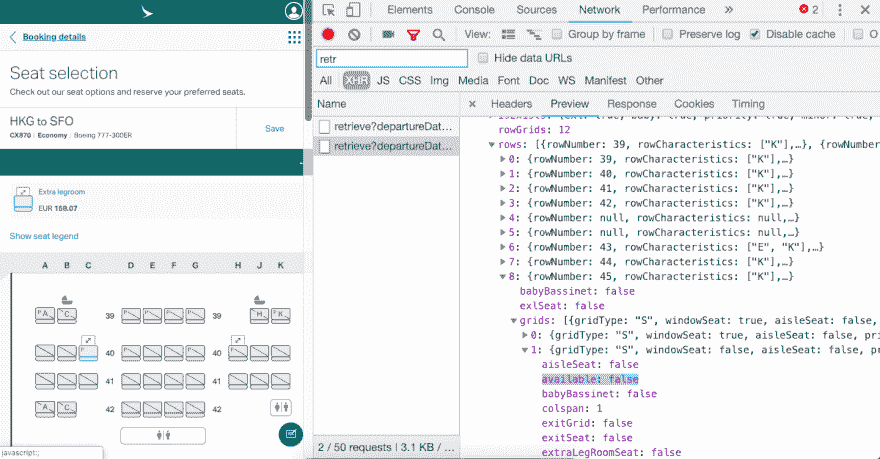 Booking details
Seat selection
Check out our seat options and reserve your preferred seats.
HKG to SFO
CX870 | Economy | Boeing 777-300ER
Save
Extra legroom
EUR 158.07
Show seat legend
A B C D E F G H J K
P A C 39 P 39 H P K
P 40 P 40 P
41 41
P A C 42 42
javascript:;
Elements Console Sources Network Performance » 2
View: Group by frame Preserve log Disable cache O
retr
Hide data URLs
All XHR JS CSS Img Media Font Doc WS Manifest Other
Name
retrieve?departureDat...
retrieve?departureDat...
2 / 50 requests | 3.1 KB / ...
× Headers Preview Response Cookies Timing
rowGrids: 12
▼ rows: [{rowNumber: 39, rowCharacteristics: ["K"],…}, {rowNumber
▶ 0: {rowNumber: 39, rowCharacteristics: ["K"],…}
▶ 1: {rowNumber: 40, rowCharacteristics: ["K"],…}
▶ 2: {rowNumber: 41, rowCharacteristics: ["K"],…}
▶ 3: {rowNumber: 42, rowCharacteristics: ["K"],…}
▶ 4: {rowNumber: null, rowCharacteristics: null,…}
▶ 5: {rowNumber: null, rowCharacteristics: null,…}
▶ 6: {rowNumber: 43, rowCharacteristics: ["E", "K"],…}
▶ 7: {rowNumber: 44, rowCharacteristics: ["K"],…}
▼ 8: {rowNumber: 45, rowCharacteristics: ["K"],…}
babyBassinet: false
exlSeat: false
▼ grids: [{gridType: "S", windowSeat: true, aisleSeat: false,
▶ 0: {gridType: "S", windowSeat: true, aisleSeat: false, pri
▼ 1: {gridType: "S", windowSeat: false, aisleSeat: false, p
aisleSeat: false
available: false
babyBassinet: false
colspan: 1
exitGrid: false
exitSeat: false
extraLegRoomSeat: false